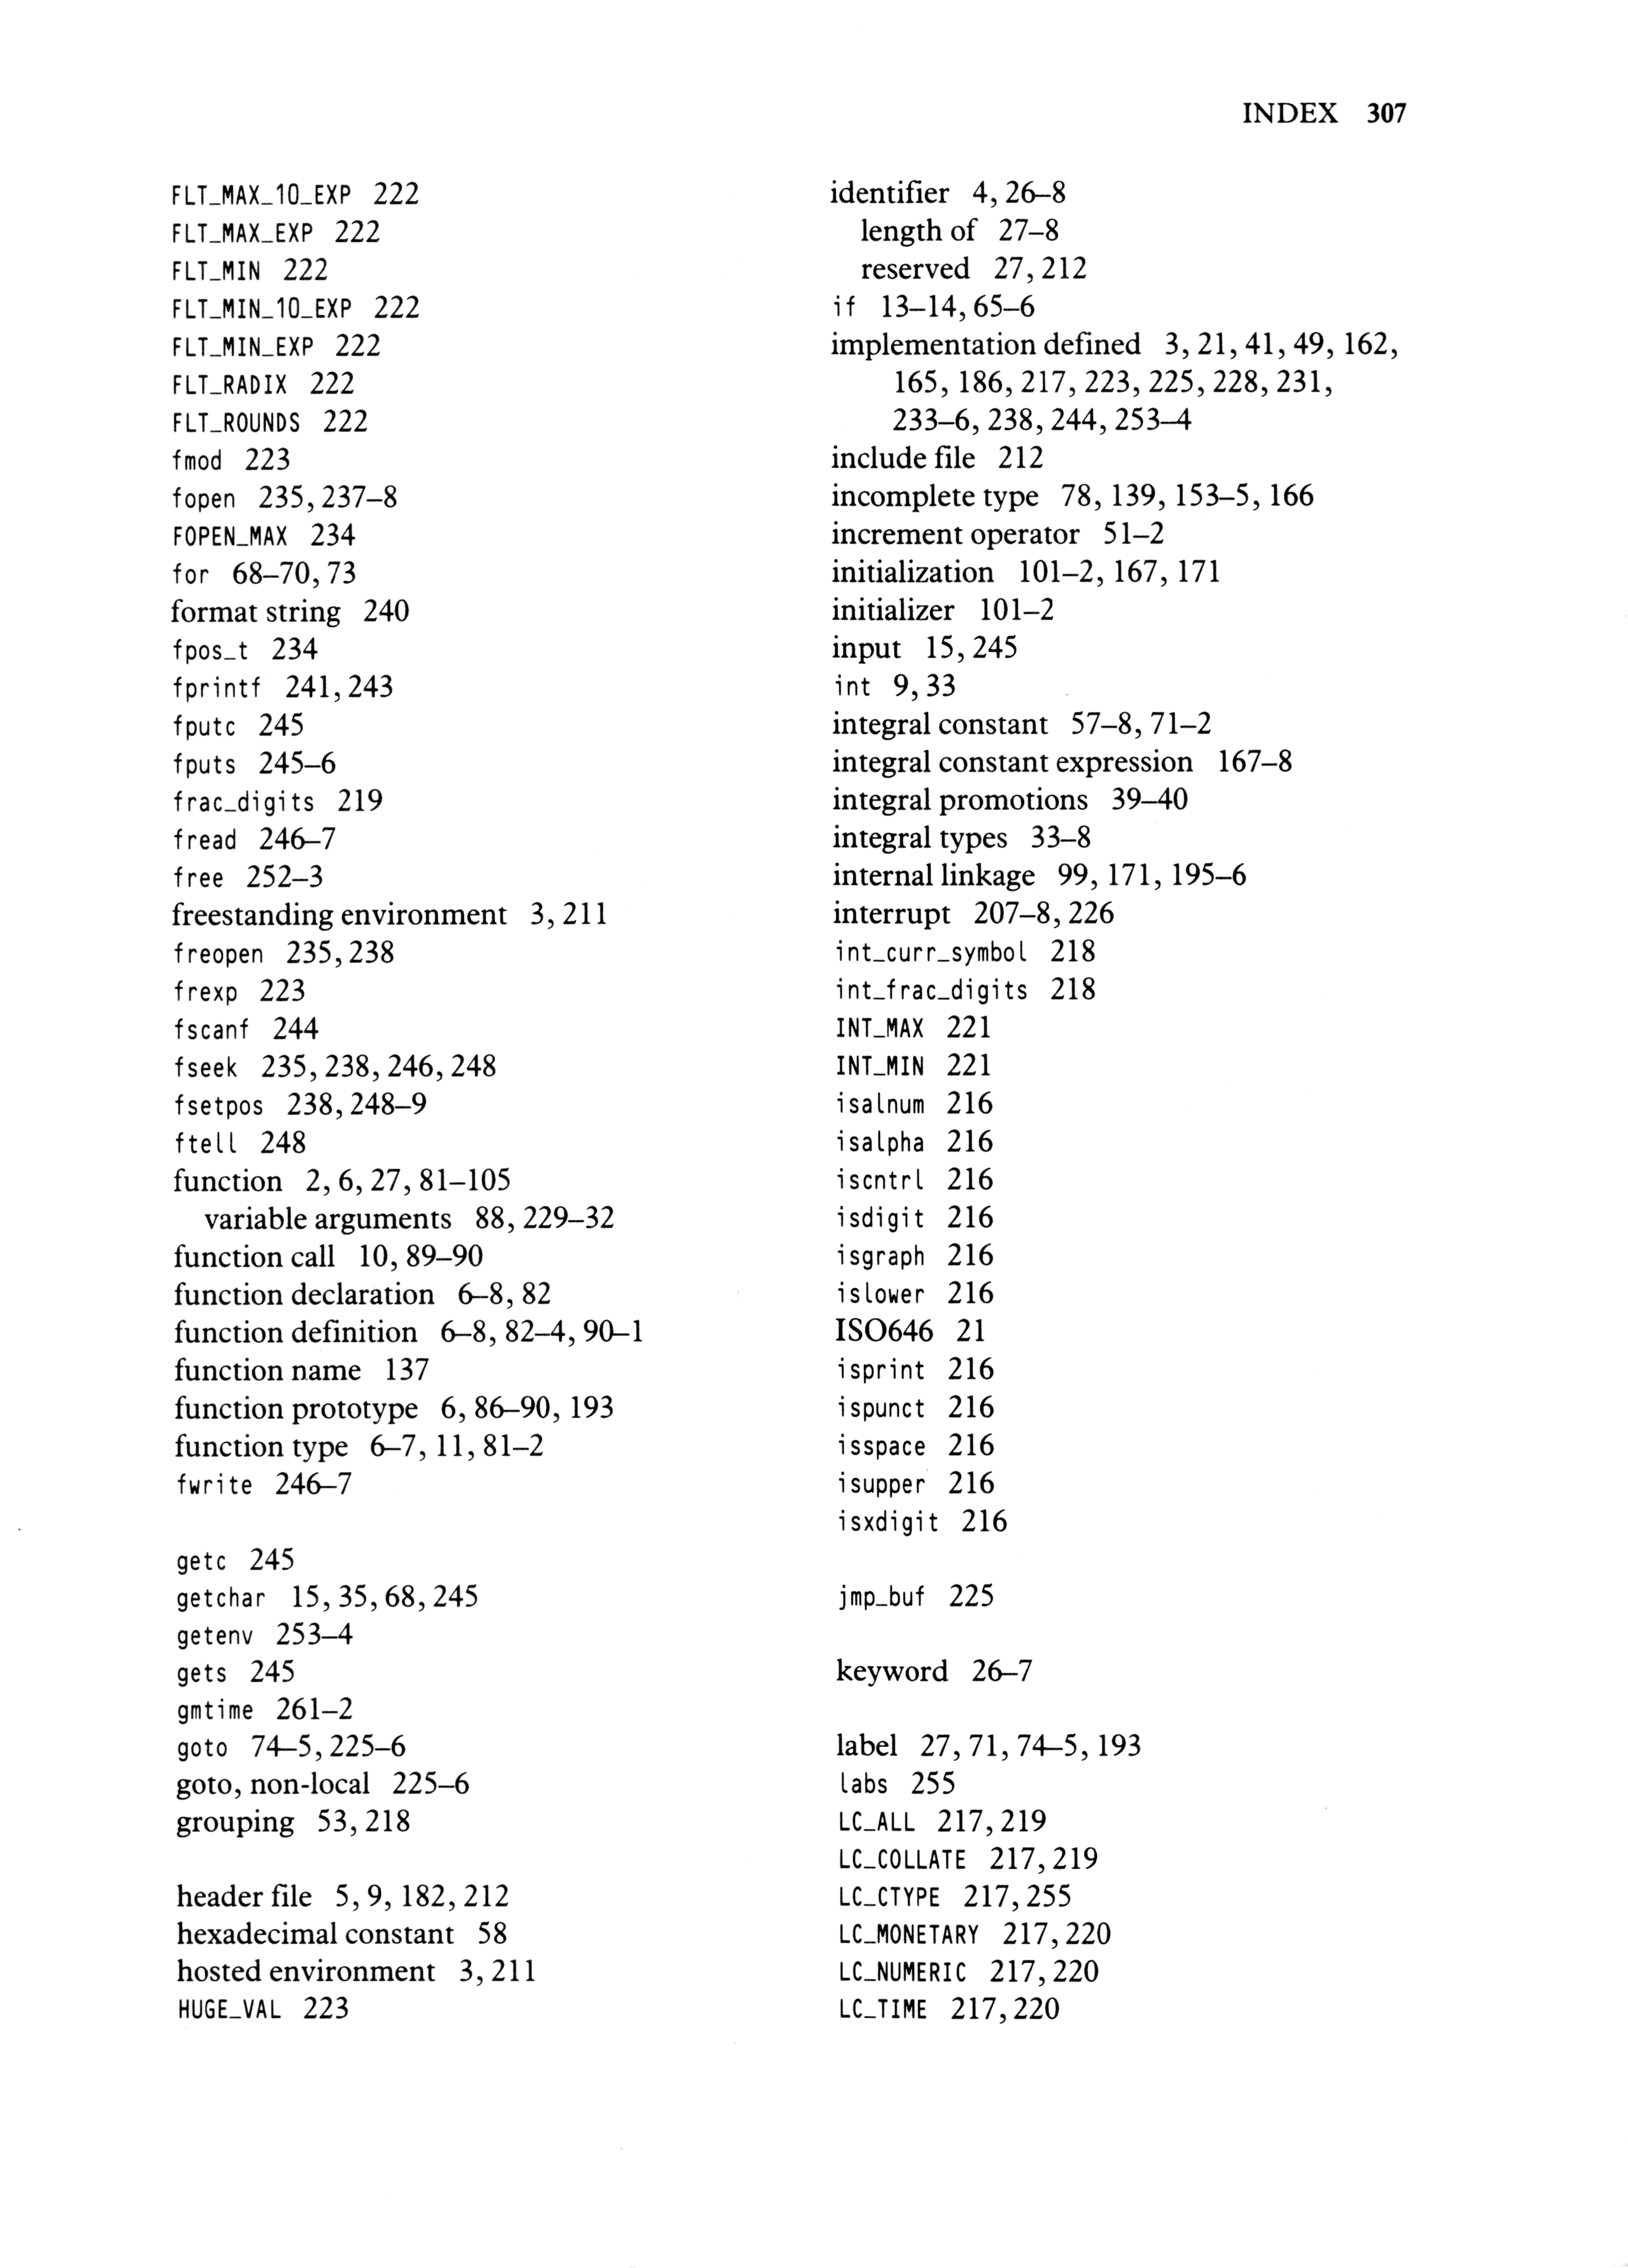 INDEX 307
FLT_MAX_10_EXP 222
FLT_MAX_EXP 222
FLT_MIN 222
FLT_MIN_10_EXP 222
FLT_MIN_EXP 222
FLT_RADIX 222
FLT_ROUNDS 222
fmod 223
fopen 235, 237–8
FOPEN_MAX 234
for 68–70, 73
format string 240
fpos_t 234
fprintf 241, 243
fputc 245
fputs 245–6
frac_digits 219
fread 246–7
free 252–3
freestanding environment 3, 211
freopen 235, 238
frexp 223
fscanf 244
fseek 235, 238, 246, 248
fsetpos 238, 248–9
ftell 248
function 2, 6, 27, 81–105
variable arguments 88, 229–32
function call 10, 89–90
function declaration 6–8, 82
function definition 6–8, 82–4, 90–1
function name 137
function prototype 6, 86–90, 193
function type 6–7, 11, 81–2
fwrite 246–7
getc 245
getchar 15, 35, 68, 245
getenv 253–4
gets 245
gmtime 261–2
goto 74–5, 225–6
goto, non-local 225–6
grouping 53, 218
header file 5, 9, 182, 212
hexadecimal constant 58
hosted environment 3, 211
HUGE_VAL 223
identifier 4, 26–8
length of 27–8
reserved 27, 212
if 13–14, 65–6
implementation defined 3, 21, 41, 49, 162,
165, 186, 217, 223, 225, 228, 231,
233–6, 238, 244, 253–4
include file 212
incomplete type 78, 139, 153–5, 166
increment operator 51–2
initialization 101–2, 167, 171
initializer 101–2
input 15, 245
int 9, 33
integral constant 57–8, 71–2
integral constant expression 167–8
integral promotions 39–40
integral types 33–8
internal linkage 99, 171, 195–6
interrupt 207–8, 226
int_curr_symbol 218
int_frac_digits 218
INT_MAX 221
INT_MIN 221
isalnum 216
isalpha 216
iscntrl 216
isdigit 216
isgraph 216
islower 216
ISO646 21
isprint 216
ispunct 216
isspace 216
isupper 216
isxdigit 216
jmp_buf 225
keyword 26–7
label 27, 71, 74–5, 193
labs 255
LC_ALL 217, 219
LC_COLLATE 217, 219
LC_CTYPE 217, 255
LC_MONETARY 217, 220
LC_NUMERIC 217, 220
LC_TIME 217, 220